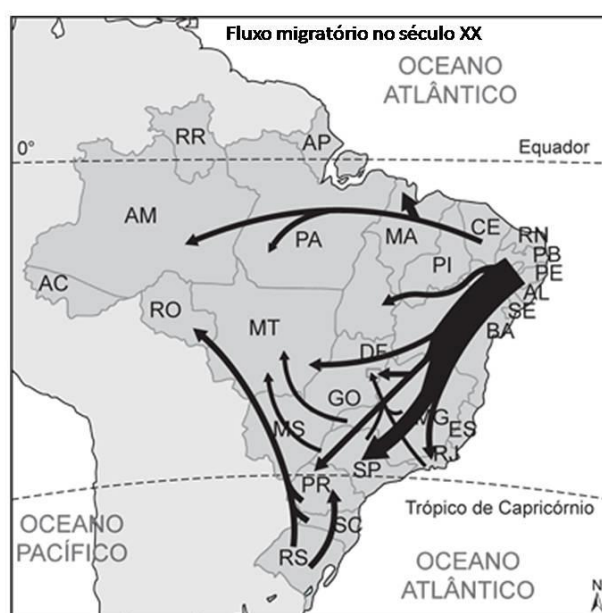 Fluxo migratório no século XX
OCEANO
ATLÂNTICO
RR
AP
0°
Equador
AM
PA
MA
CE
RN
PB
PI
PE
AL
SE
AC
RO
BA
MT
DF
GO
MG
ES
MS
RJ
SP
PR
Trópico de Capricórnio
SC
OCEANO
PACÍFICO
RS
OCEANO
ATLÂNTICO
N